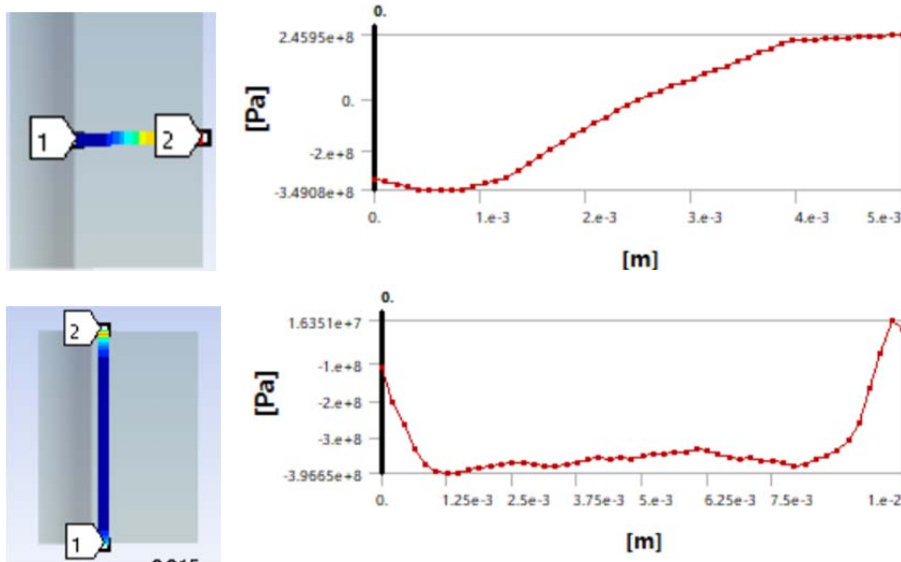 1
2
0.
2.4595e+8
0.
-2.e+8
-3.4908e+8
[Pa]
0.
1.e-3
2.e-3
3.e-3
4.e-3
5.e-3
[m]
2
1
0.
1.6351e+7
-1.e+8
-2.e+8
-3.e+8
-3.9665e+8
[Pa]
0.
1.25e-3
2.5e-3
3.75e-3
5.e-3
6.25e-3
7.5e-3
[m]